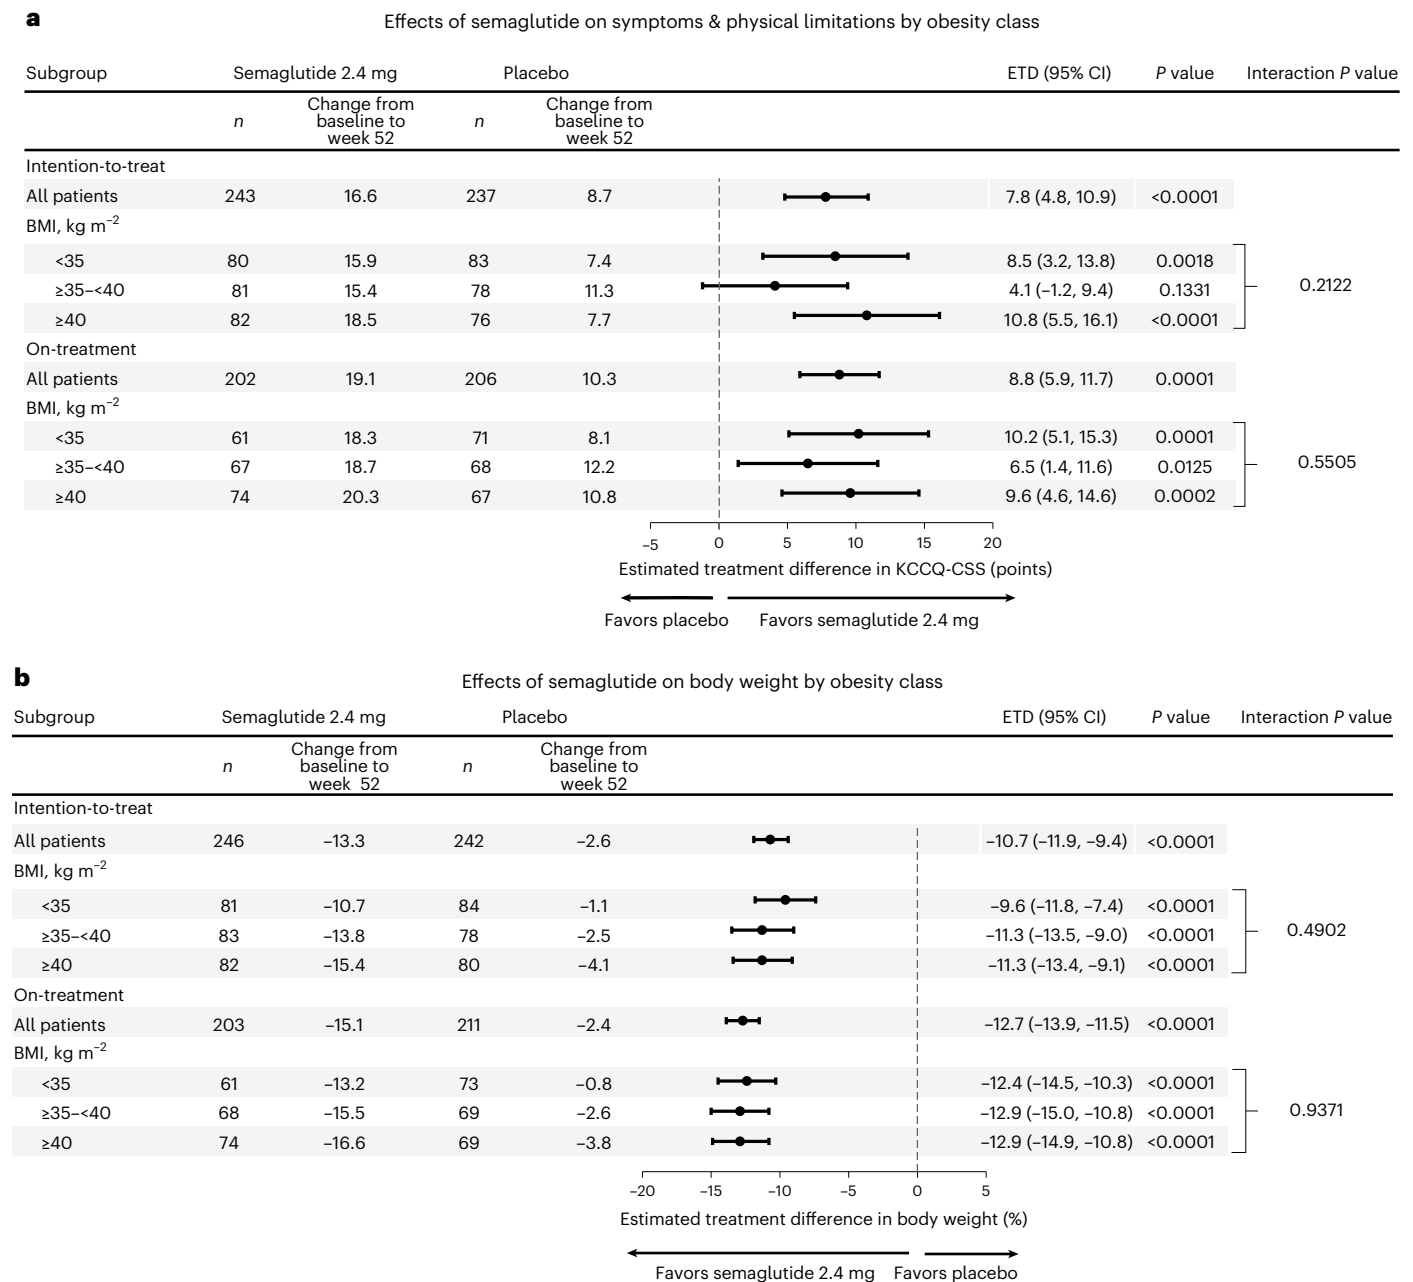 a
Effects of semaglutide on symptoms & physical limitations by obesity class
Subgroup Semaglutide 2.4 mg Placebo ETD (95% CI) P value Interaction P value
n Change from baseline to week 52 n Change from baseline to week 52
Intention-to-treat
All patients 243 16.6 237 8.7 7.8 (4.8, 10.9) <0.0001
BMI, kg m⁻²
<35 80 15.9 83 7.4 8.5 (3.2, 13.8) 0.0018
≥35–<40 81 15.4 78 11.3 4.1 (–1.2, 9.4) 0.1331 0.2122
≥40 82 18.5 76 7.7 10.8 (5.5, 16.1) <0.0001
On-treatment
All patients 202 19.1 206 10.3 8.8 (5.9, 11.7) 0.0001
BMI, kg m⁻²
<35 61 18.3 71 8.1 10.2 (5.1, 15.3) 0.0001
≥35–<40 67 18.7 68 12.2 6.5 (1.4, 11.6) 0.0125 0.5505
≥40 74 20.3 67 10.8 9.6 (4.6, 14.6) 0.0002
–5 0 5 10 15 20
Estimated treatment difference in KCCQ-CSS (points)
Favors placebo Favors semaglutide 2.4 mg
b
Effects of semaglutide on body weight by obesity class
Subgroup Semaglutide 2.4 mg Placebo ETD (95% CI) P value Interaction P value
n Change from baseline to week 52 n Change from baseline to week 52
Intention-to-treat
All patients 246 –13.3 242 –2.6 –10.7 (–11.9, –9.4) <0.0001
BMI, kg m⁻²
<35 81 –10.7 84 –1.1 –9.6 (–11.8, –7.4) <0.0001
≥35–<40 83 –13.8 78 –2.5 –11.3 (–13.5, –9.0) <0.0001 0.4902
≥40 82 –15.4 80 –4.1 –11.3 (–13.4, –9.1) <0.0001
On-treatment
All patients 203 –15.1 211 –2.4 –12.7 (–13.9, –11.5) <0.0001
BMI, kg m⁻²
<35 61 –13.2 73 –0.8 –12.4 (–14.5, –10.3) <0.0001
≥35–<40 68 –15.5 69 –2.6 –12.9 (–15.0, –10.8) <0.0001 0.9371
≥40 74 –16.6 69 –3.8 –12.9 (–14.9, –10.8) <0.0001
–20 –15 –10 –5 0 5
Estimated treatment difference in body weight (%)
Favors semaglutide 2.4 mg Favors placebo